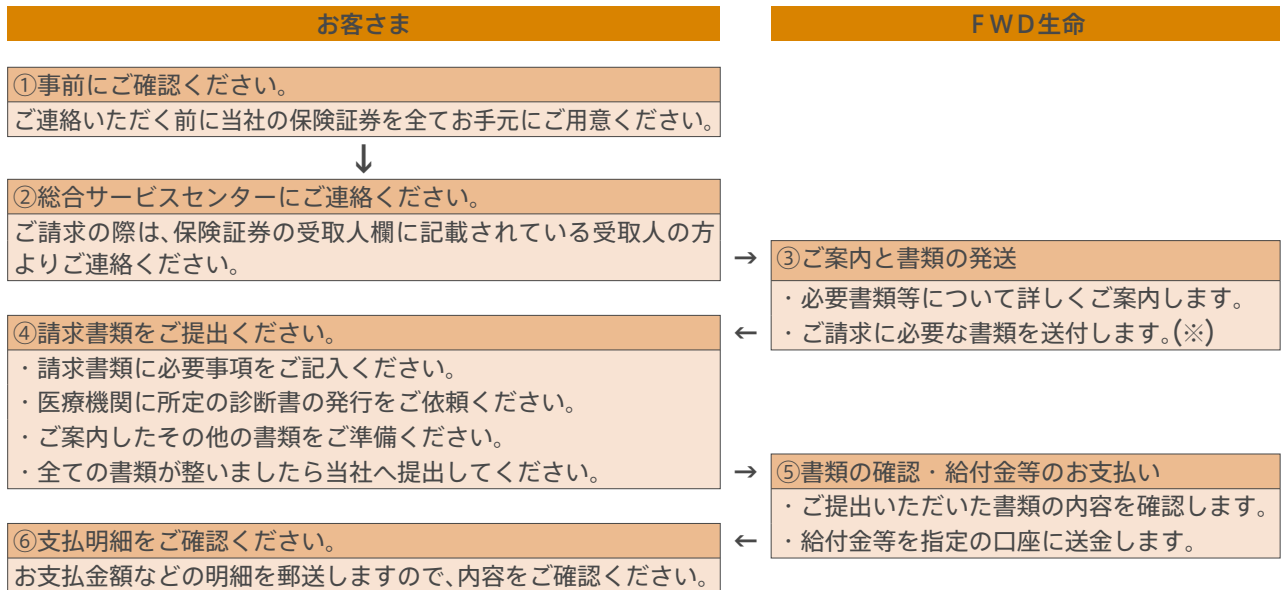 お客さま
FWD生命
①事前にご確認ください。
ご連絡いただく前に当社の保険証券を全てお手元にご用意ください。
↓
②総合サービスセンターにご連絡ください。
ご請求の際は、保険証券の受取人欄に記載されている受取人の方
よりご連絡ください。
→
③ご案内と書類の発送
・必要書類等について詳しくご案内します。
・ご請求に必要な書類を送付します。(※)
←
④請求書類をご提出ください。
・請求書類に必要事項をご記入ください。
・医療機関に所定の診断書の発行をご依頼ください。
・ご案内したその他の書類をご準備ください。
・全ての書類が整いましたら当社へ提出してください。
→
⑤書類の確認・給付金等のお支払い
・ご提出いただいた書類の内容を確認します。
・給付金等を指定の口座に送金します。
←
⑥支払明細をご確認ください。
お支払金額などの明細を郵送しますので、内容をご確認ください。